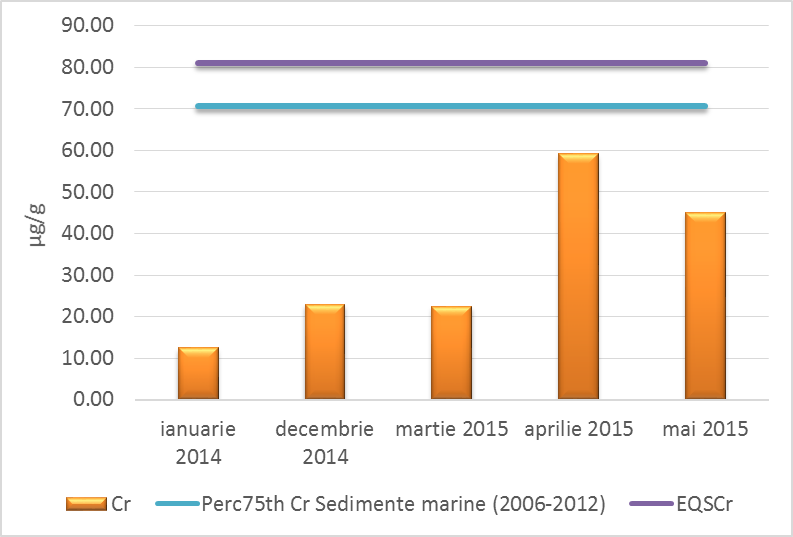 90.00
80.00
70.00
60.00
50.00
40.00
30.00
20.00
10.00
0.00
µg/g
ianuarie 2014
decembrie 2014
martie 2015
aprilie 2015
mai 2015
Cr
Perc75th Cr Sedimente marine (2006-2012)
EQSCr